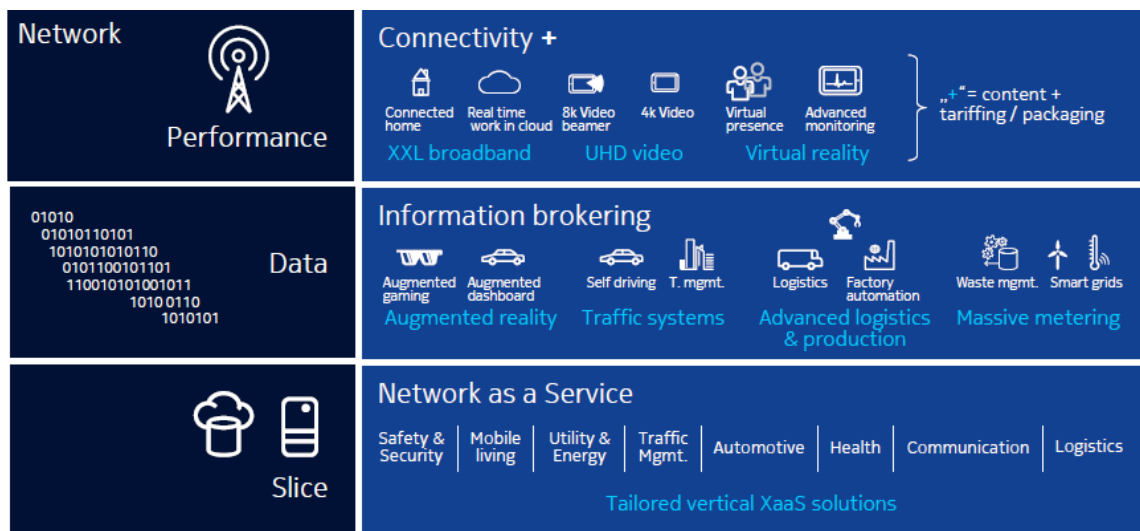 Network
Performance
Connectivity +
Connected
home
Real time
work in cloud
8k Video
beamer
4k Video
Virtual
presence
Advanced
monitoring
XXL broadband
UHD video
Virtual reality
„+“= content +
tariffing / packaging
01010
01010110101
1010101010110
0101100101101
110010101001011
1010 0110
1010101
Data
Information brokering
Augmented
gaming
Augmented
dashboard
Self driving
T. mgmt.
Logistics
Factory
automation
Waste mgmt.
Smart grids
Augmented reality
Traffic systems
Advanced logistics
& production
Massive metering
Slice
Network as a Service
Safety &
Security
Mobile
living
Utility &
Energy
Traffic
Mgmt.
Automotive
Health
Communication
Logistics
Tailored vertical XaaS solutions